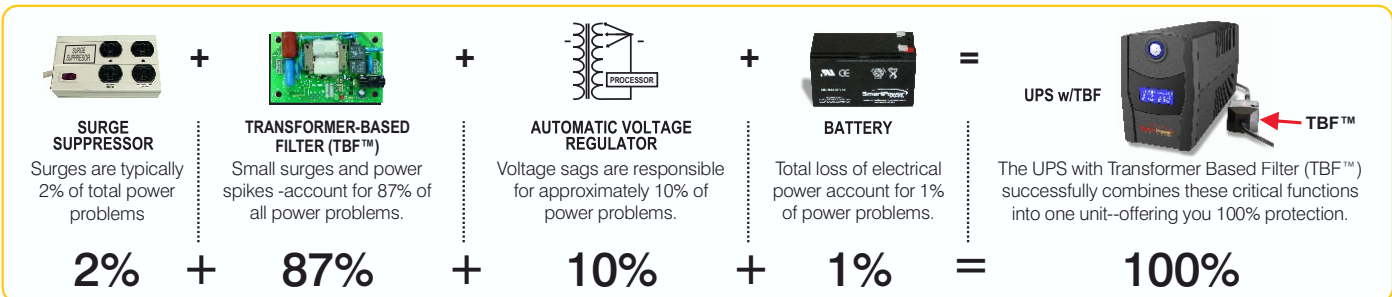 SURGE
SUPPRESSOR
+
+
PROCESSOR
+
=
UPS w/TBF
TBF™
SURGE
SUPPRESSOR
Surges are typically
2% of total power
problems
TRANSFORMER-BASED
FILTER (TBF™)
Small surges and power
spikes -account for 87% of
all power problems.
AUTOMATIC VOLTAGE
REGULATOR
Voltage sags are responsible
for approximately 10% of
power problems.
BATTERY
Total loss of electrical
power account for 1%
of power problems.
The UPS with Transformer Based Filter (TBF™)
successfully combines these critical functions
into one unit--offering you 100% protection.
2% + 87% + 10% + 1% = 100%